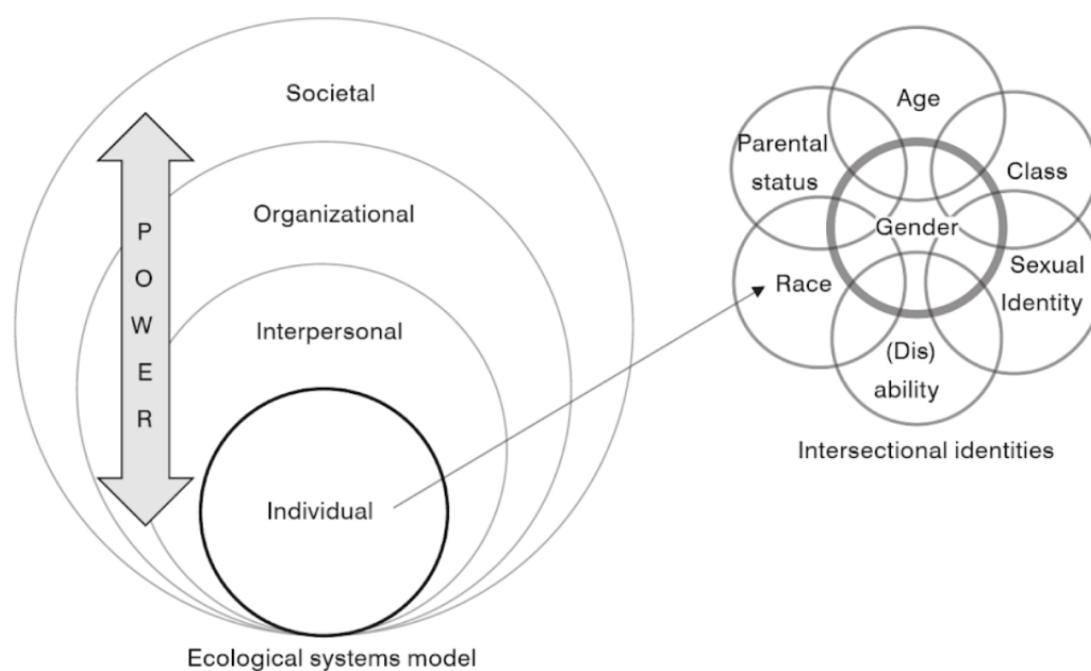 Societal
Organizational
Interpersonal
Individual
P
O
W
E
R
Ecological systems model
Age
Parental
status
Class
Gender
Race
Sexual
Identity
(Dis)
ability
Intersectional identities